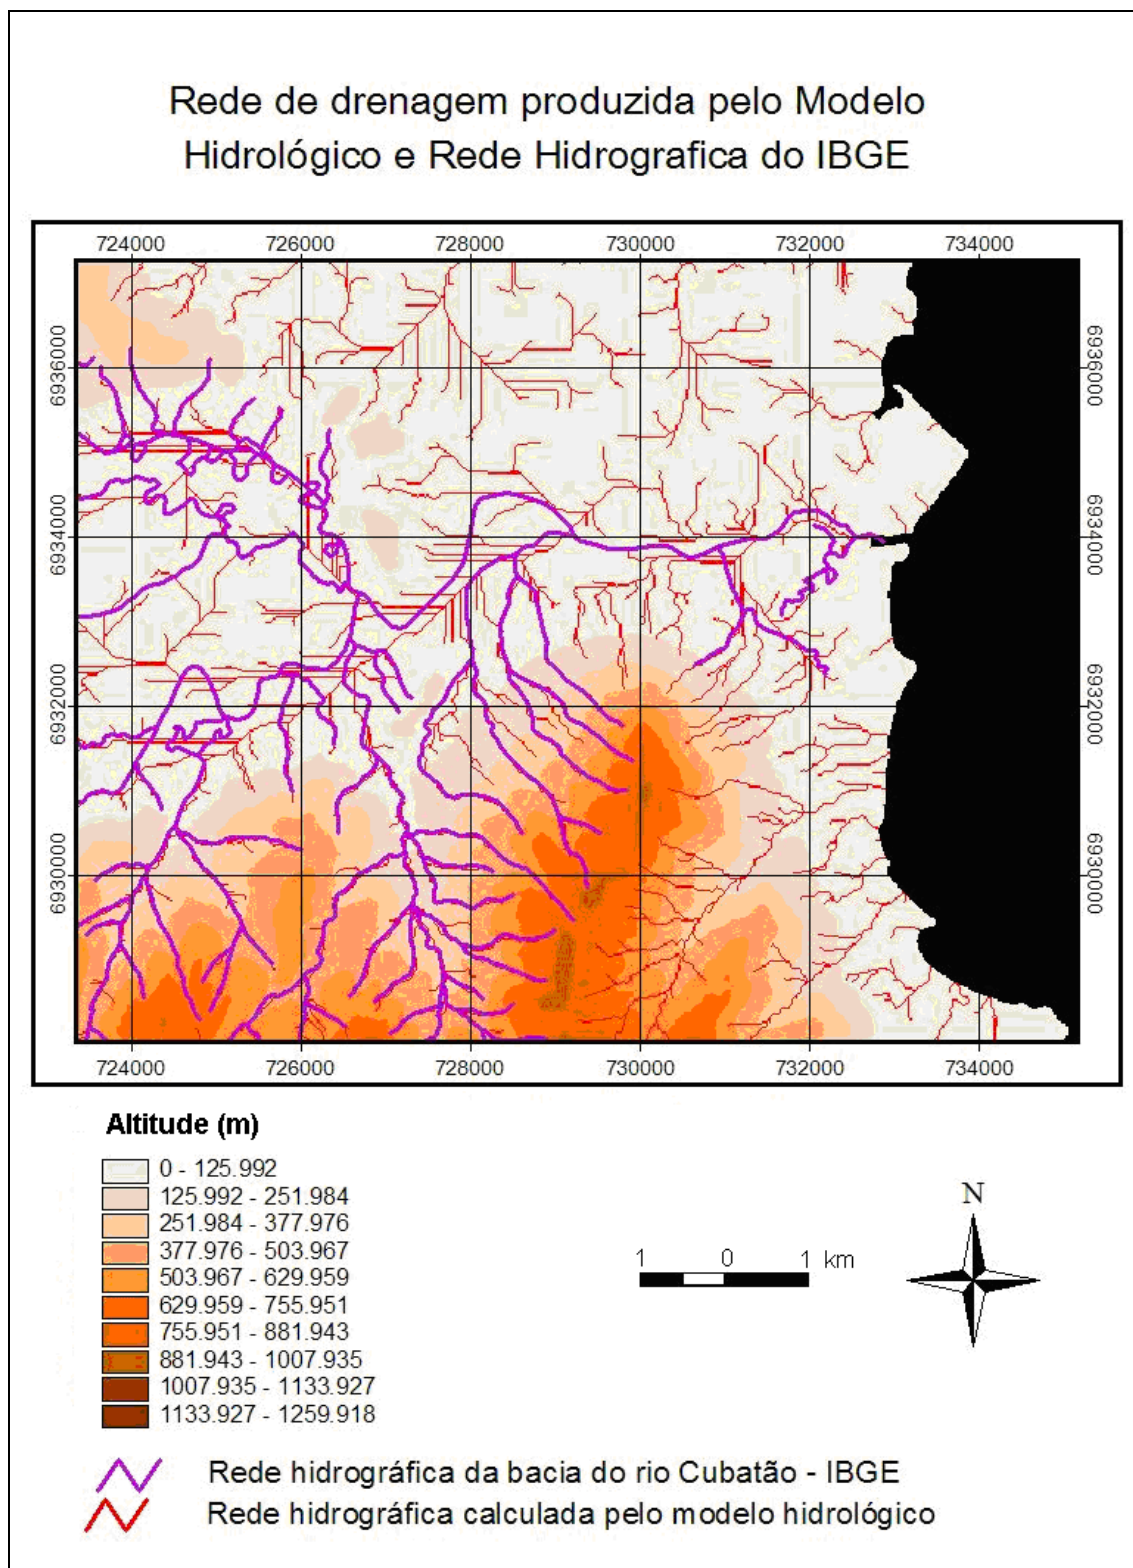 Rede de drenagem produzida pelo Modelo
Hidrológico e Rede Hidrografica do IBGE
724000 726000 728000 730000 732000 734000
6936000 6936000
6934000 6934000
6932000 6932000
6930000 6930000
724000 726000 728000 730000 732000 734000
Altitude (m)
0 - 125.992
125.992 - 251.984
251.984 - 377.976
377.976 - 503.967
503.967 - 629.959
629.959 - 755.951
755.951 - 881.943
881.943 - 1007.935
1007.935 - 1133.927
1133.927 - 1259.918
N
1 0 1 km
Rede hidrográfica da bacia do rio Cubatão - IBGE
Rede hidrográfica calculada pelo modelo hidrológico